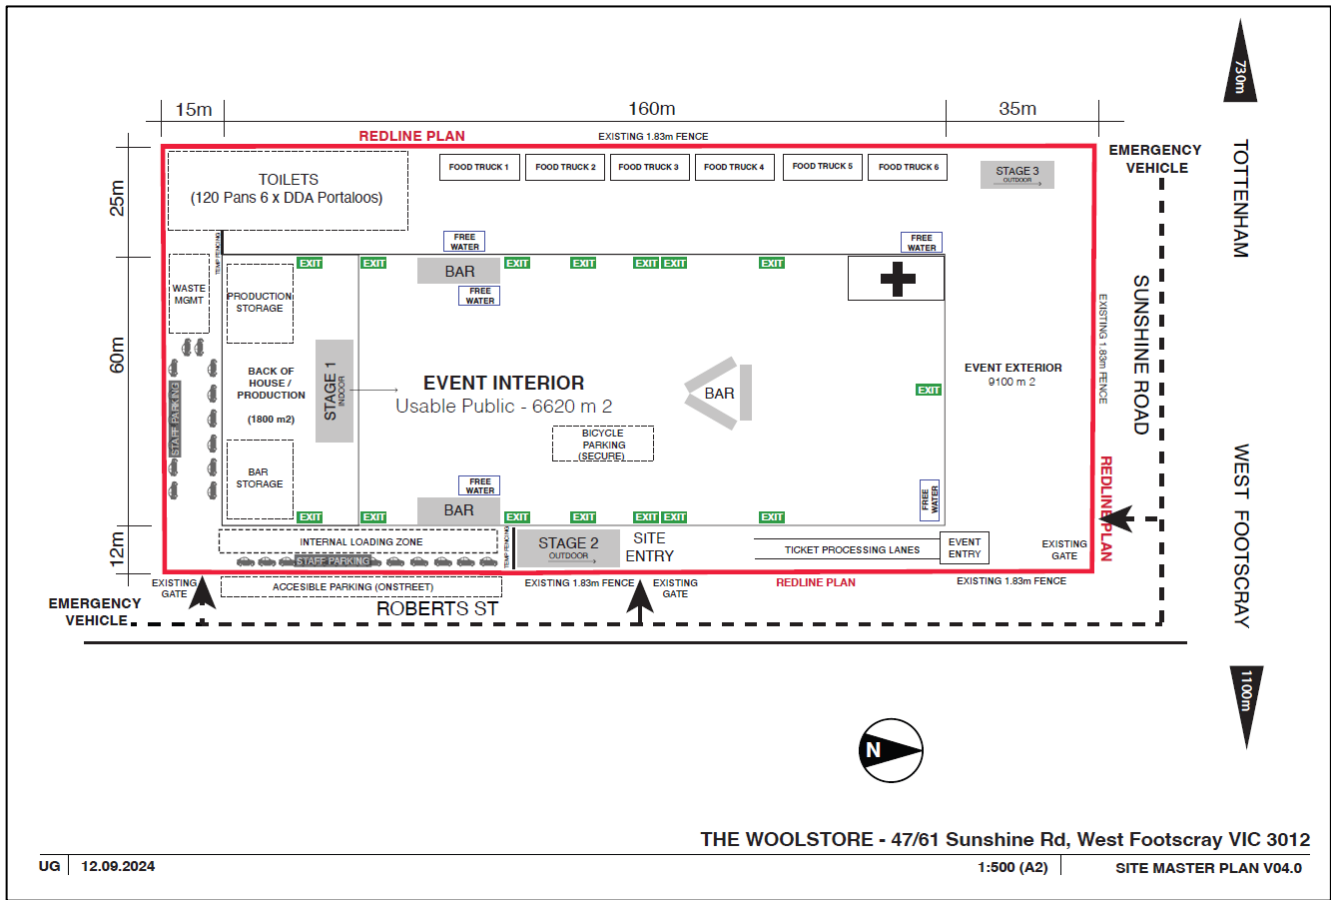 15m
160m
35m
730m
REDLINE PLAN
EXISTING 1.83m FENCE
EMERGENCY
VEHICLE
TOTTENHAM
25m
TOILETS
(120 Pans 6 x DDA Portaloos)
FOOD TRUCK 1
FOOD TRUCK 2
FOOD TRUCK 3
FOOD TRUCK 4
FOOD TRUCK 5
FOOD TRUCK 6
STAGE 3
OUTDOOR
TEMP FENCING
FREE
WATER
FREE
WATER
EXIT
EXIT
BAR
EXIT
EXIT
EXIT
EXIT
EXIT
WASTE
MGMT
PRODUCTION
STORAGE
FREE
WATER
SUNSHINE ROAD
EXISTING 1.83m FENCE
60m
STAFF PARKING
BACK OF
HOUSE /
PRODUCTION
(1800 m2)
STAGE 1
INDOOR
EVENT INTERIOR
Usable Public - 6620 m 2
BAR
EXIT
EVENT EXTERIOR
9100 m 2
BICYCLE
PARKING
(SECURE)
BAR
STORAGE
FREE
WATER
FREE
WATER
REDLINE PLAN
WEST FOOTSCRAY
EXIT
EXIT
BAR
EXIT
EXIT
EXIT
EXIT
EXIT
12m
INTERNAL LOADING ZONE
STAFF PARKING
TEMP FENCING
STAGE 2
OUTDOOR
SITE
ENTRY
TICKET PROCESSING LANES
EVENT
ENTRY
EXISTING
GATE
EXISTING
GATE
ACCESIBLE PARKING (ONSTREET)
EXISTING 1.83m FENCE
EXISTING
GATE
REDLINE PLAN
EXISTING 1.83m FENCE
EMERGENCY
VEHICLE
ROBERTS ST
1100m
N
THE WOOLSTORE - 47/61 Sunshine Rd, West Footscray VIC 3012
UG
12.09.2024
1:500 (A2)
SITE MASTER PLAN V04.0